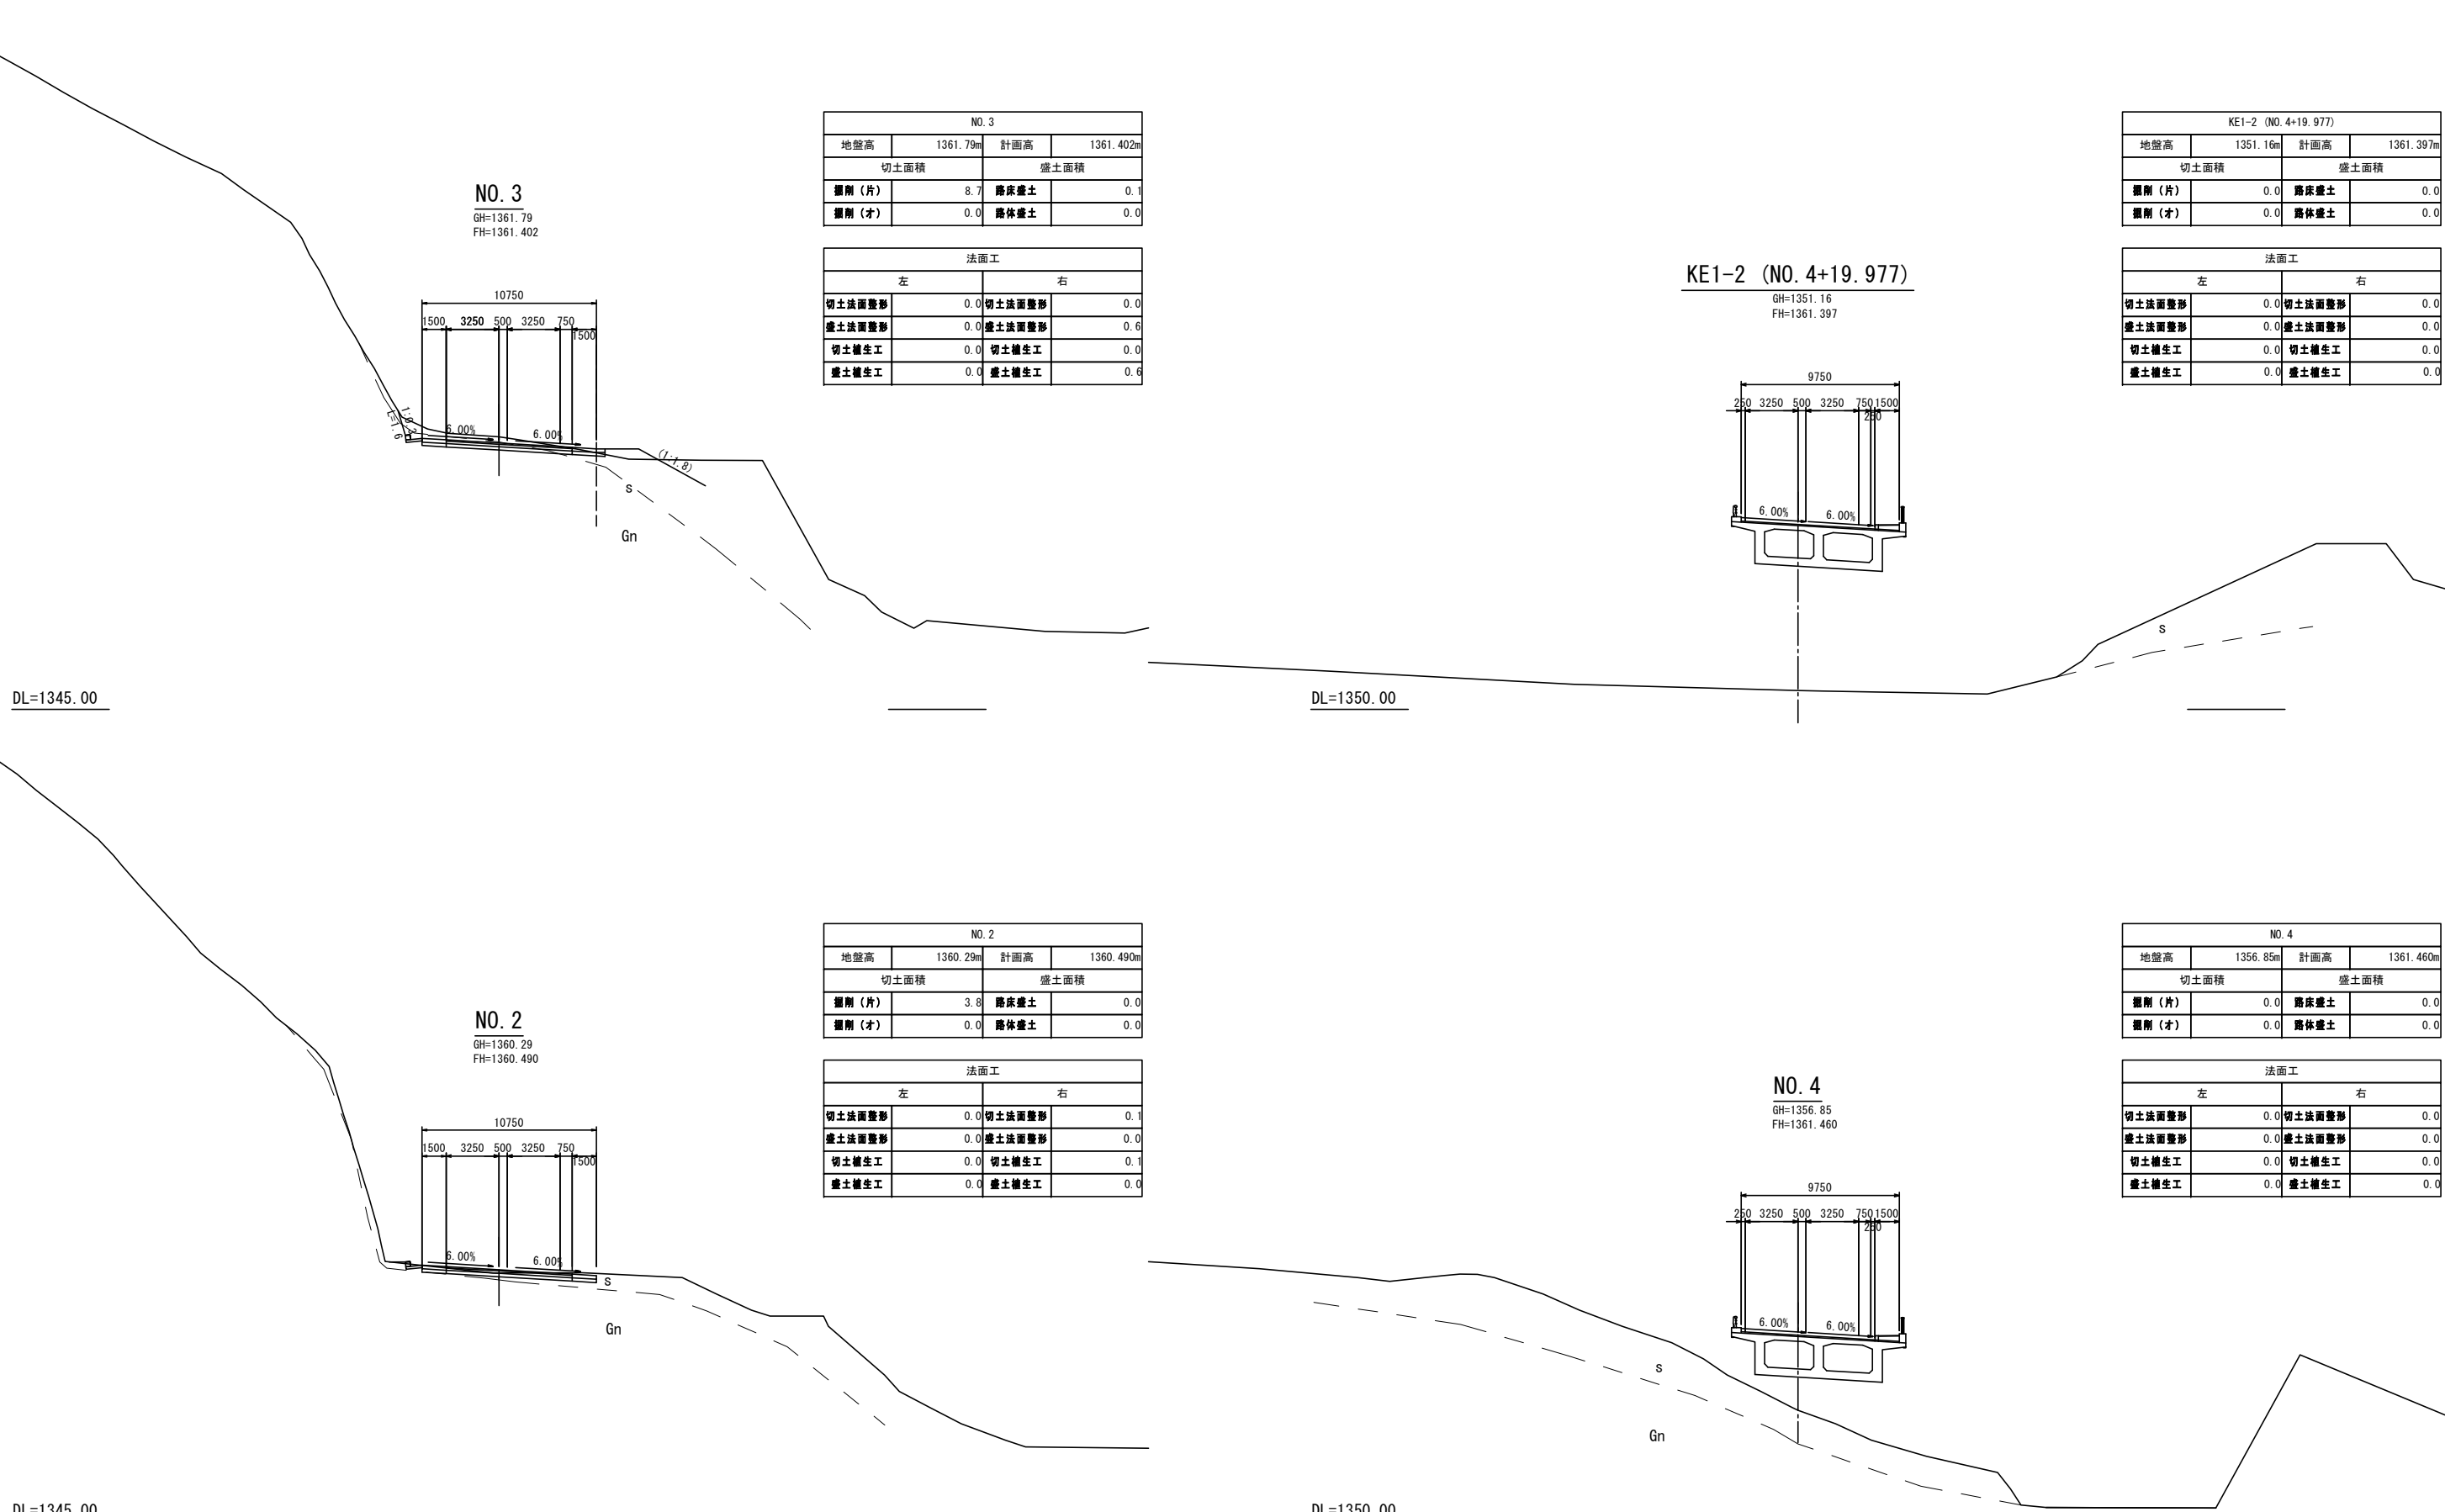 NO.3
GH=1361.79
FH=1361.402
10750
1500 3250 500 3250 750
1500
1:0.3
L=1.6
6.00%
6.00%
(1:1.8)
s
Gn
DL=1345.00
NO.3
地盤高 1361.79m 計画高 1361.402m
切土面積 盛土面積
掘削（片） 8.7 路床盛土 0.1
掘削（オ） 0.0 路体盛土 0.0
法面工
左 右
切土法面整形 0.0 切土法面整形 0.0
盛土法面整形 0.0 盛土法面整形 0.6
切土植生工 0.0 切土植生工 0.0
盛土植生工 0.0 盛土植生工 0.6
KE1-2 (NO.4+19.977)
GH=1351.16
FH=1361.397
9750
250 3250 500 3250 750 1500
250
6.00%
6.00%
s
DL=1350.00
KE1-2 (NO.4+19.977)
地盤高 1351.16m 計画高 1361.397m
切土面積 盛土面積
掘削（片） 0.0 路床盛土 0.0
掘削（オ） 0.0 路体盛土 0.0
法面工
左 右
切土法面整形 0.0 切土法面整形 0.0
盛土法面整形 0.0 盛土法面整形 0.0
切土植生工 0.0 切土植生工 0.0
盛土植生工 0.0 盛土植生工 0.0
NO.2
GH=1360.29
FH=1360.490
10750
1500 3250 500 3250 750
1500
6.00%
6.00%
s
Gn
DL=1345.00
NO.2
地盤高 1360.29m 計画高 1360.490m
切土面積 盛土面積
掘削（片） 3.8 路床盛土 0.0
掘削（オ） 0.0 路体盛土 0.0
法面工
左 右
切土法面整形 0.0 切土法面整形 0.1
盛土法面整形 0.0 盛土法面整形 0.0
切土植生工 0.0 切土植生工 0.1
盛土植生工 0.0 盛土植生工 0.0
NO.4
GH=1356.85
FH=1361.460
9750
250 3250 500 3250 750 1500
250
6.00%
6.00%
s
Gn
DL=1350.00
NO.4
地盤高 1356.85m 計画高 1361.460m
切土面積 盛土面積
掘削（片） 0.0 路床盛土 0.0
掘削（オ） 0.0 路体盛土 0.0
法面工
左 右
切土法面整形 0.0 切土法面整形 0.0
盛土法面整形 0.0 盛土法面整形 0.0
切土植生工 0.0 切土植生工 0.0
盛土植生工 0.0 盛土植生工 0.0